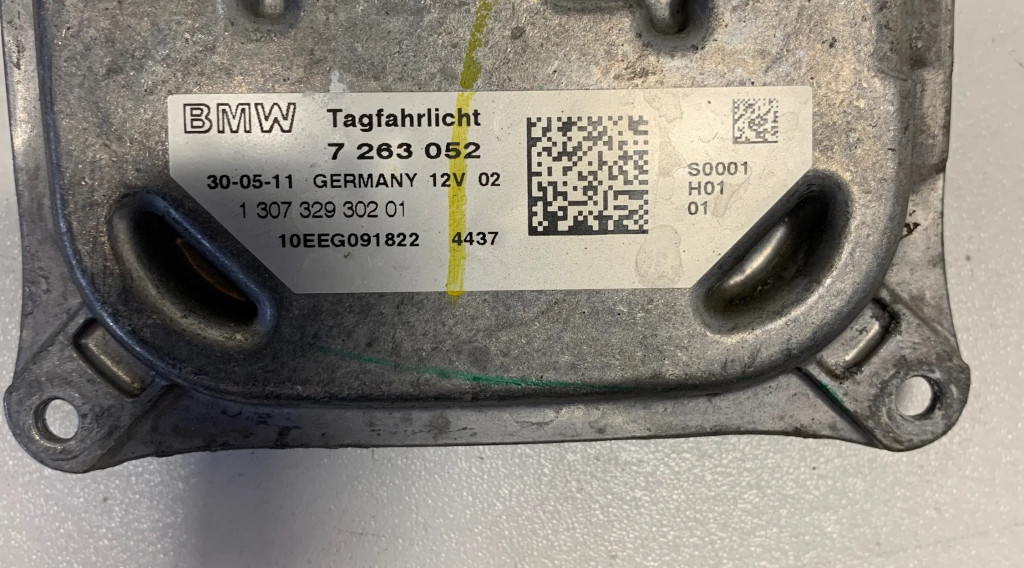 BMW Tagfahrlicht
7 263 052
30-05-11 GERMANY 12V 02
1 307 329 302 01
10EEG091822 4437
S0001
H01
01